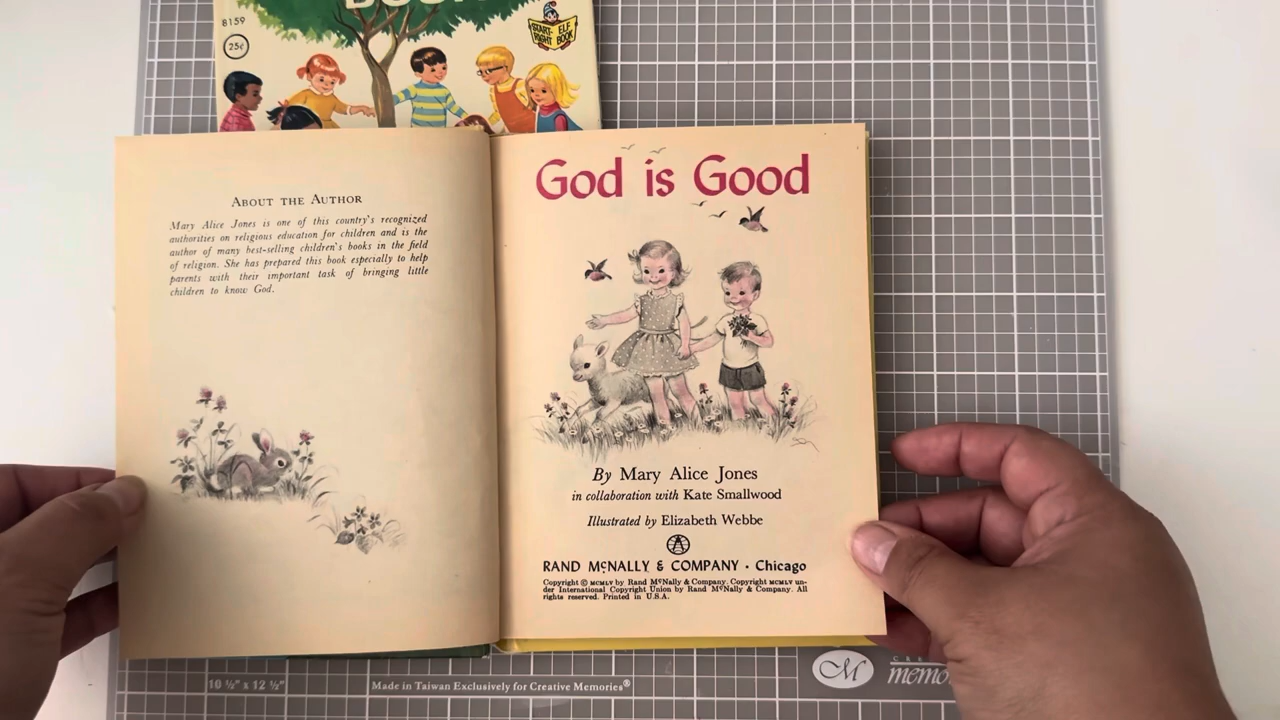 BOOK
8159
25¢
START- ELF
RIGHT BOOK
ABOUT THE AUTHOR
Mary Alice Jones is one of this country's recognized
authorities on religious education for children and is the
author of many best-selling children's books in the field
of religion. She has prepared this book especially to help
parents with their important task of bringing little
children to know God.
God is Good
By Mary Alice Jones
in collaboration with Kate Smallwood
Illustrated by Elizabeth Webbe
RAND MCNALLY & COMPANY • Chicago
Copyright © MCMLV by Rand McNally & Company. Copyright MCMLV un-
der International Copyright Union by Rand McNally & Company. All
rights reserved. Printed in U.S.A.
10 ½" x 12 ½"
Made in Taiwan Exclusively for Creative Memories®
M